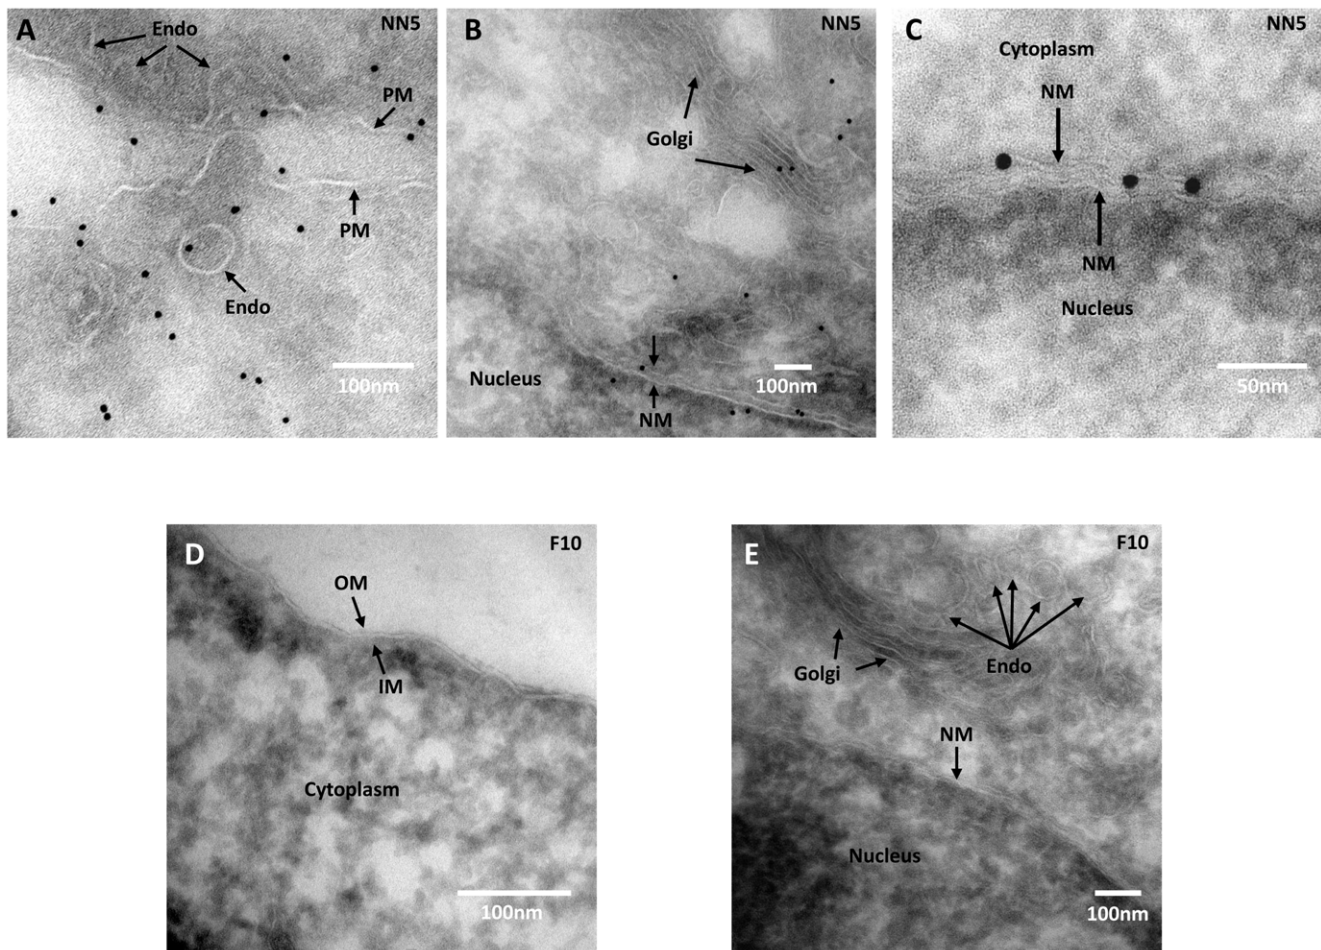 A
NN5
Endo
PM
PM
Endo
100nm
B
NN5
Golgi
Nucleus
NM
100nm
C
NN5
Cytoplasm
NM
NM
Nucleus
50nm
D
F10
OM
IM
Cytoplasm
100nm
E
F10
Golgi
Endo
NM
Nucleus
100nm